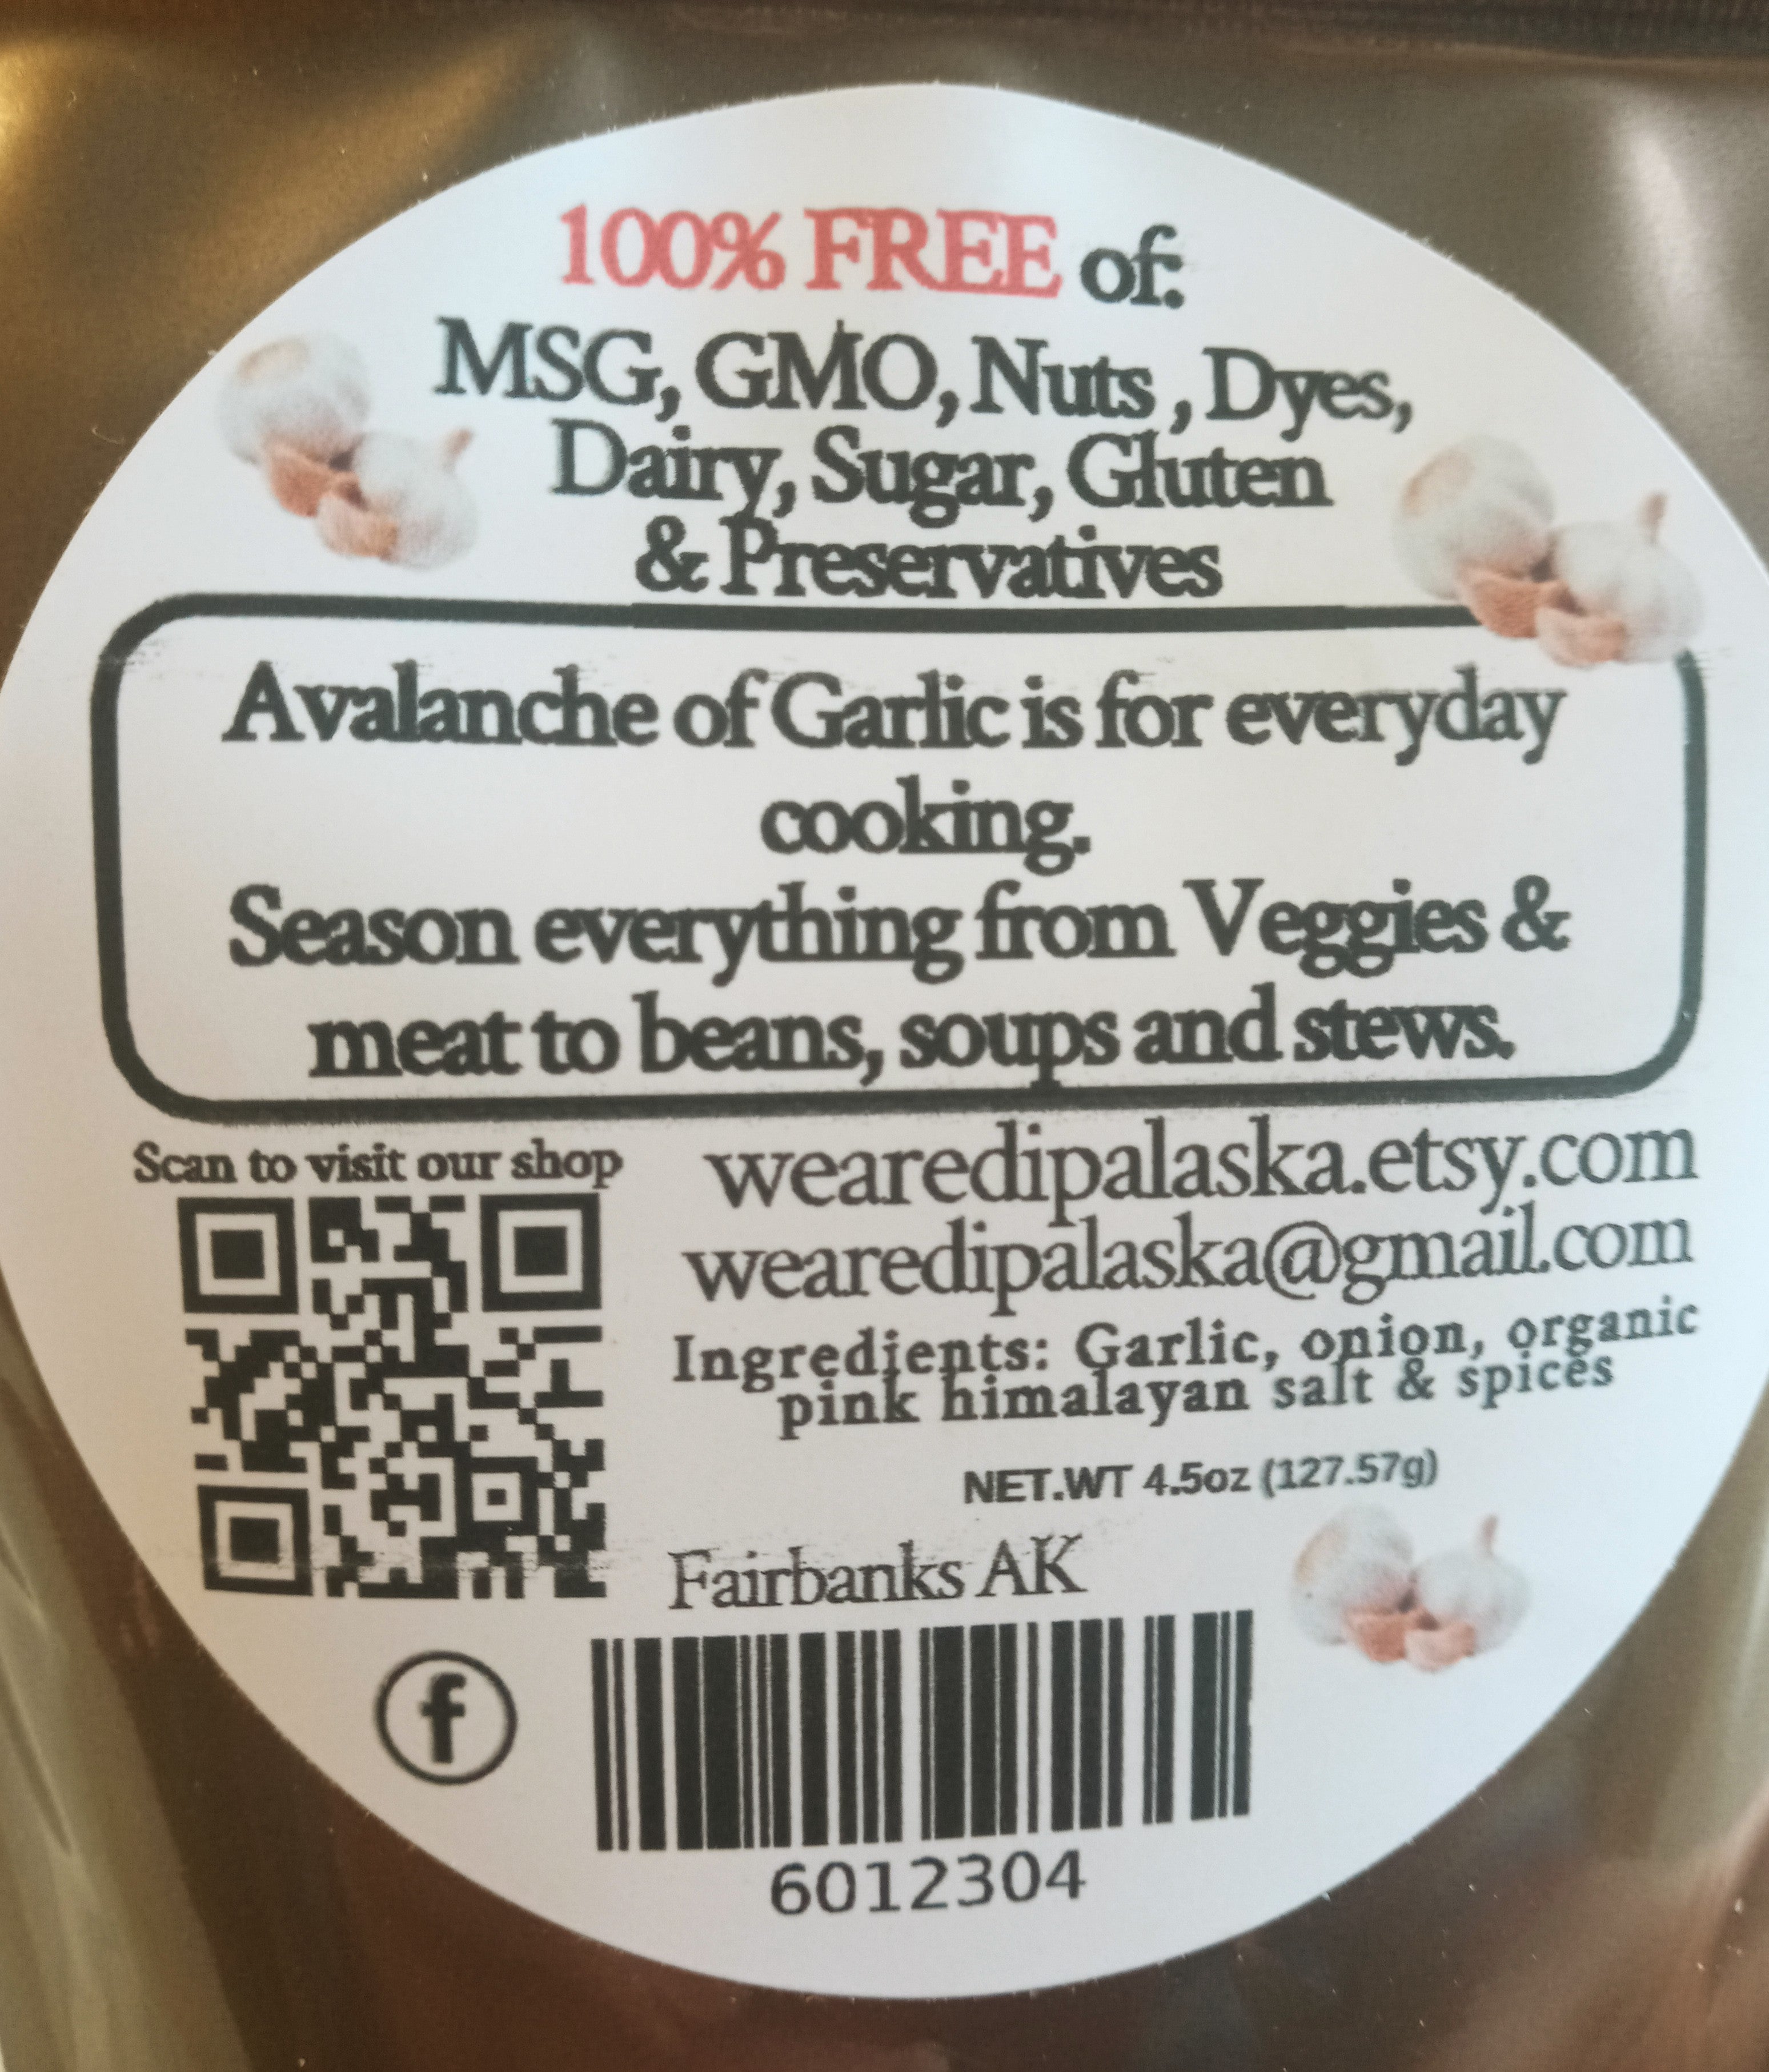 100% FREE of:
MSG, GMO, Nuts , Dyes,
Dairy, Sugar, Gluten
& Preservatives
Avalanche of Garlic is for everyday
cooking.
Season everything from Veggies &
meat to beans, soups and stews.
Scan to visit our shop
wearedipalaska.etsy.com
wearedipalaska@gmail.com
Ingredients: Garlic, onion, organic
pink himalayan salt & spices
NET.WT 4.5oz (127.57g)
Fairbanks AK
f
6012304